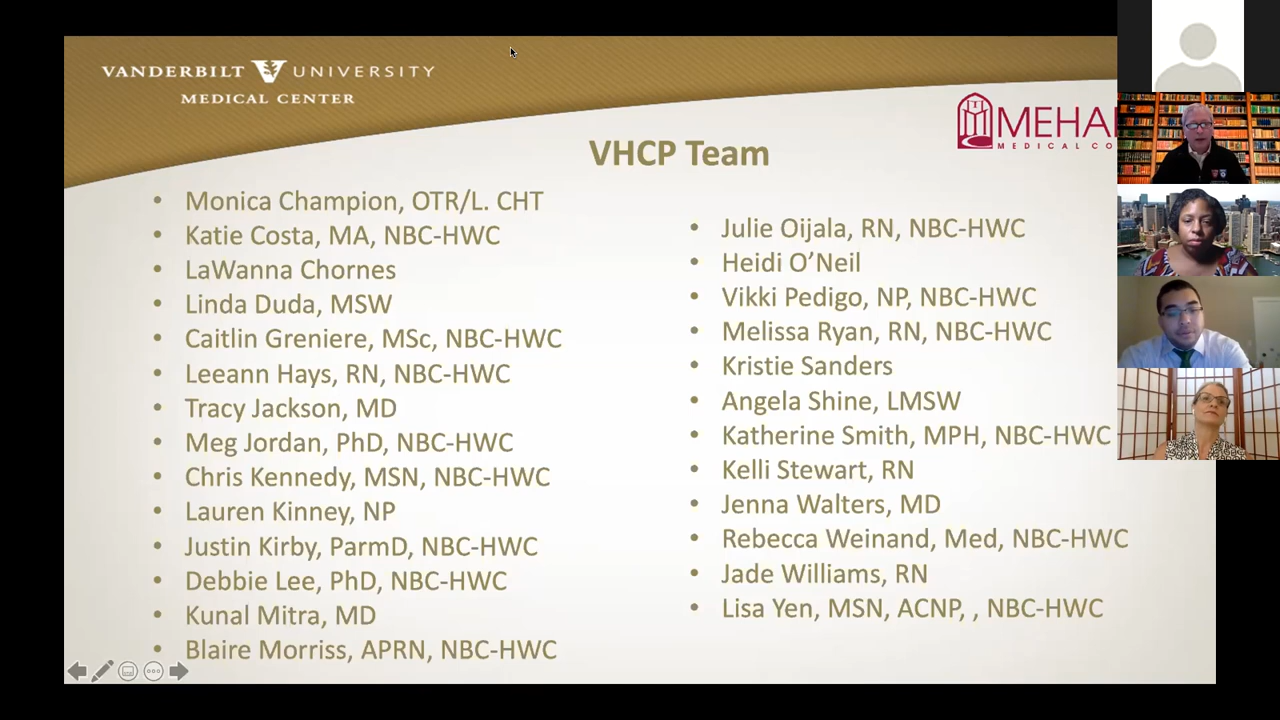 VANDERBILT UNIVERSITY
MEDICAL CENTER
MEHA
MEDICAL CO
VHCP Team
• Monica Champion, OTR/L. CHT
• Katie Costa, MA, NBC-HWC
• LaWanna Chornes
• Linda Duda, MSW
• Caitlin Greniere, MSc, NBC-HWC
• Leeann Hays, RN, NBC-HWC
• Tracy Jackson, MD
• Meg Jordan, PhD, NBC-HWC
• Chris Kennedy, MSN, NBC-HWC
• Lauren Kinney, NP
• Justin Kirby, ParmD, NBC-HWC
• Debbie Lee, PhD, NBC-HWC
• Kunal Mitra, MD
• Blaire Morriss, APRN, NBC-HWC
• Julie Oijala, RN, NBC-HWC
• Heidi O’Neil
• Vikki Pedigo, NP, NBC-HWC
• Melissa Ryan, RN, NBC-HWC
• Kristie Sanders
• Angela Shine, LMSW
• Katherine Smith, MPH, NBC-HWC
• Kelli Stewart, RN
• Jenna Walters, MD
• Rebecca Weinand, Med, NBC-HWC
• Jade Williams, RN
• Lisa Yen, MSN, ACNP, , NBC-HWC